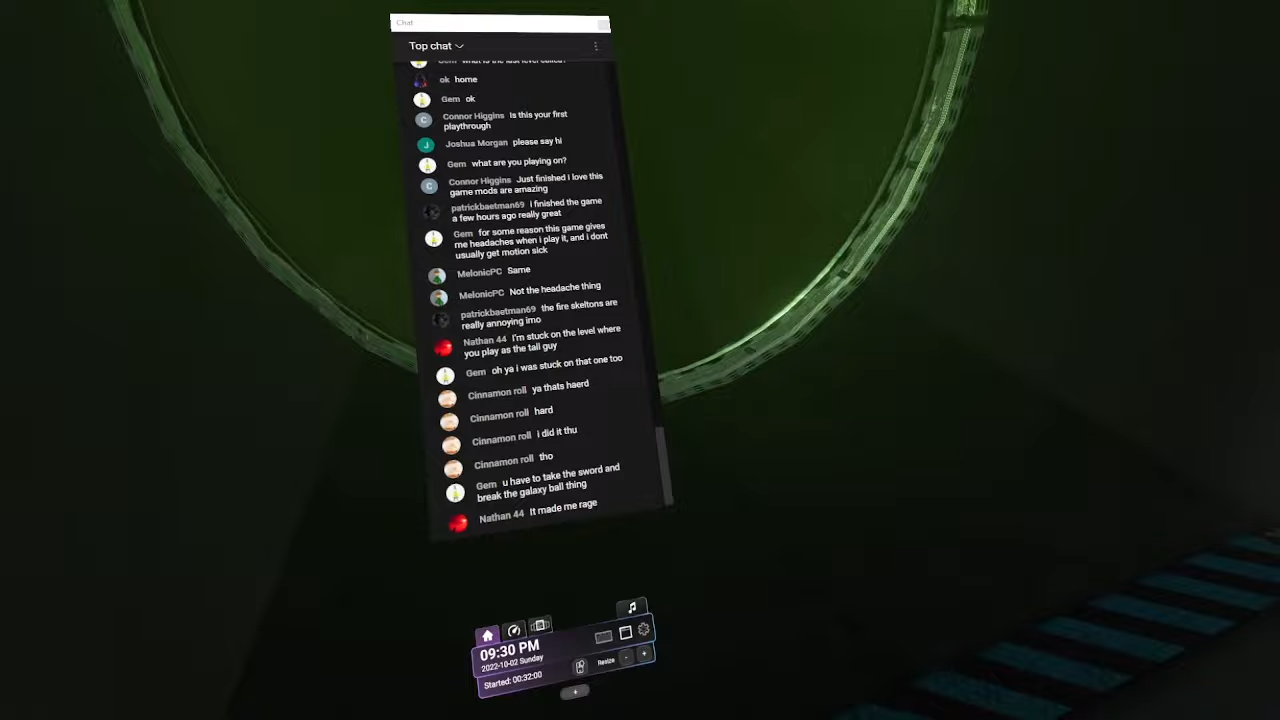 Chat
Top chat
Gem what is the last level called?
ok home
Gem ok
Connor Higgins Is this your first
playthrough
J Joshua Morgan please say hi
Gem what are you playing on?
C Connor Higgins Just finished i love this
game mods are amazing
patrickbaetman69 i finished the game
a few hours ago really great
Gem for some reason this game gives
me headaches when i play it, and i dont
usually get motion sick
MelonicPC Same
MelonicPC Not the headache thing
patrickbaetman69 the fire skeltons are
really annoying imo
Nathan 44 I'm stuck on the level where
you play as the tall guy
Gem oh ya i was stuck on that one too
Cinnamon roll ya thats haerd
Cinnamon roll hard
Cinnamon roll i did it thu
Cinnamon roll tho
Gem u have to take the sword and
break the galaxy ball thing
Nathan 44 It made me rage
09:30 PM
2022-10-02 Sunday
Started: 00:32:00
Resize - +
+